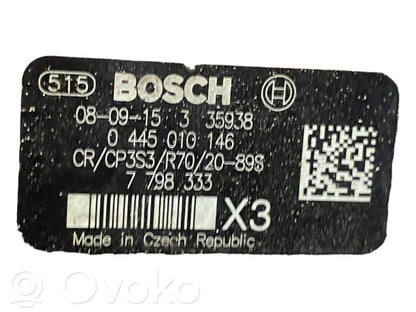 515 BOSCH
08-09-15 3 35938
0 445 010 146
CR/CP3S3/R70/20-89S
7 798 333
X3
Made in Czech Republic
Ovoko